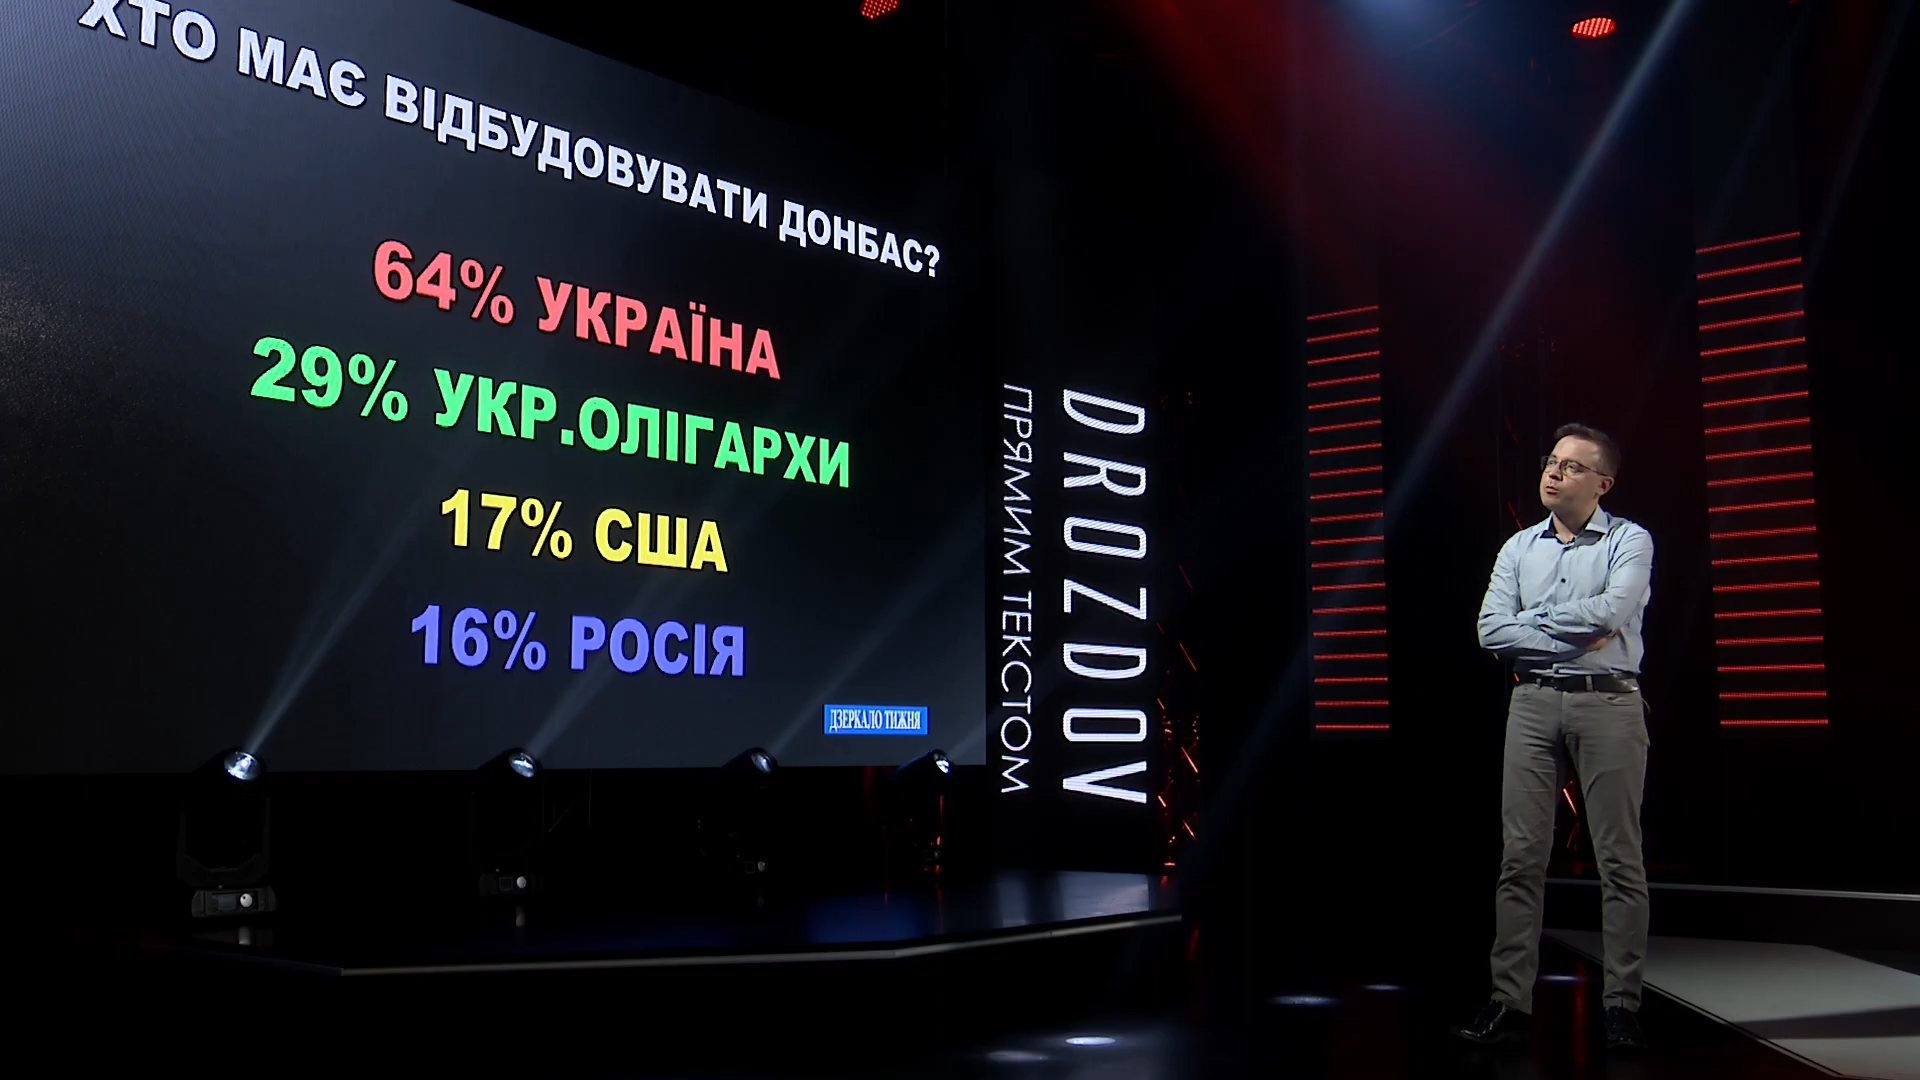 ХТО МАЄ ВІДБУДОВУВАТИ ДОНБАС?
64% УКРАЇНА
29% УКР.ОЛІГАРХИ
17% США
16% РОСІЯ
ДЗЕРКАЛО ТИЖНЯ
DROZDOV
ПРЯМИМ ТЕКСТОМ